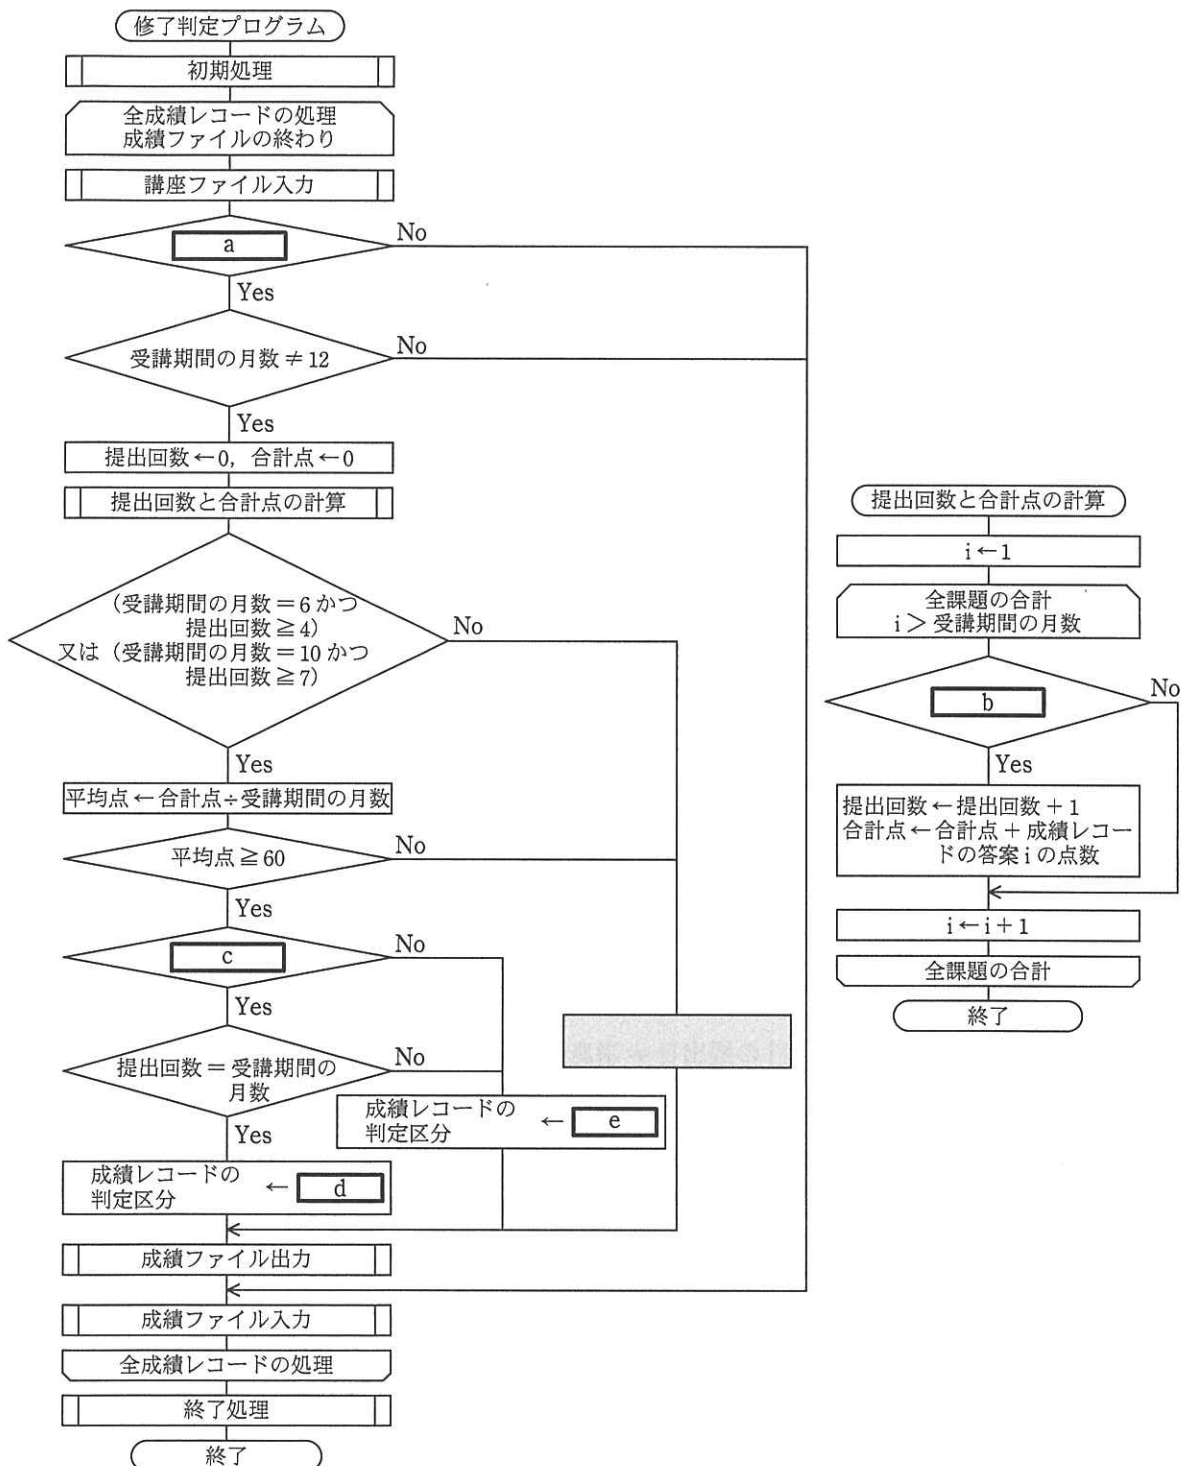 修了判定プログラム
初期処理
全成績レコードの処理
成績ファイルの終わり
講座ファイル入力
a
No
Yes
受講期間の月数≠12
No
Yes
提出回数←0，合計点←0
提出回数と合計点の計算
（受講期間の月数＝6かつ
提出回数≧4）
又は（受講期間の月数＝10かつ
提出回数≧7）
No
Yes
平均点←合計点÷受講期間の月数
平均点≧60
No
Yes
c
No
Yes
提出回数＝受講期間の
月数
No
Yes
成績レコードの
判定区分 ← e
成績レコードの
判定区分 ← d
成績ファイル出力
成績ファイル入力
全成績レコードの処理
終了処理
終了
提出回数と合計点の計算
i←1
全課題の合計
i＞受講期間の月数
b
No
Yes
提出回数←提出回数＋1
合計点←合計点＋成績レコー
ドの答案iの点数
i←i＋1
全課題の合計
終了